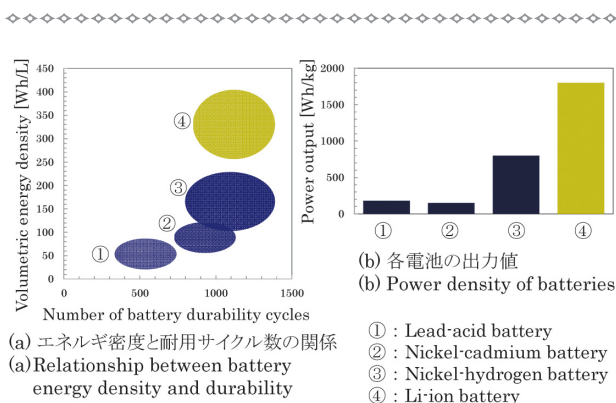 Volumetric energy density [Wh/L]
450
400
350
300
250
200
150
100
50
0
④
③
②
①
0
500
1000
1500
Number of battery durability cycles
(a) エネルギ密度と耐用サイクル数の関係
(a)Relationship between battery
energy density and durability
Power output [Wh/kg]
2000
1500
1000
500
0
①
②
③
④
(b) 各電池の出力値
(b) Power density of batteries
① : Lead-acid battery
② : Nickel-cadmium battery
③ : Nickel-hydrogen battery
④ : Li-ion battery